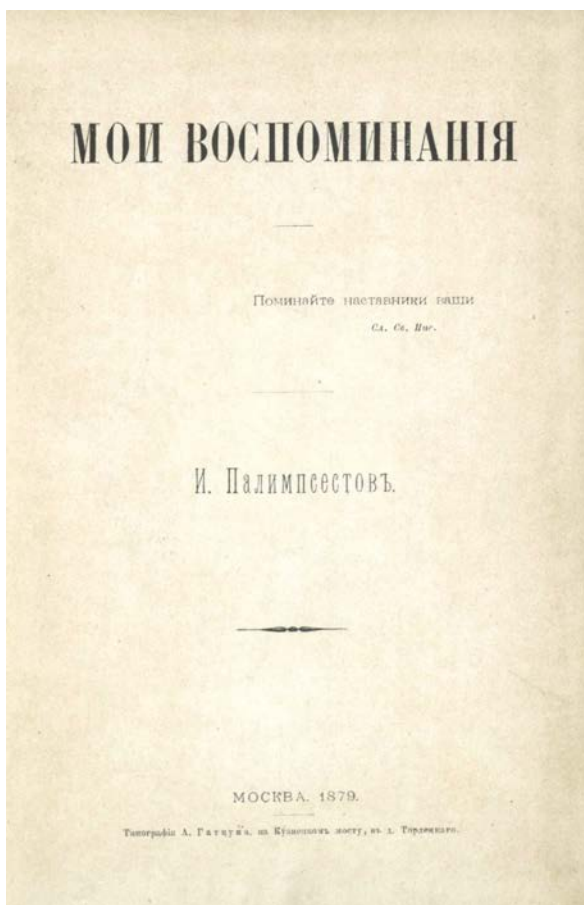 МОИ ВОСПОМИНАНІЯ
Поминайте наставники ваши
Сл. Св. Пис.
И. Палимпсестовъ.
МОСКВА. 1879.
Типографія А. Гатцука, на Кузнецкомъ мосту, въ д. Торлецкаго.